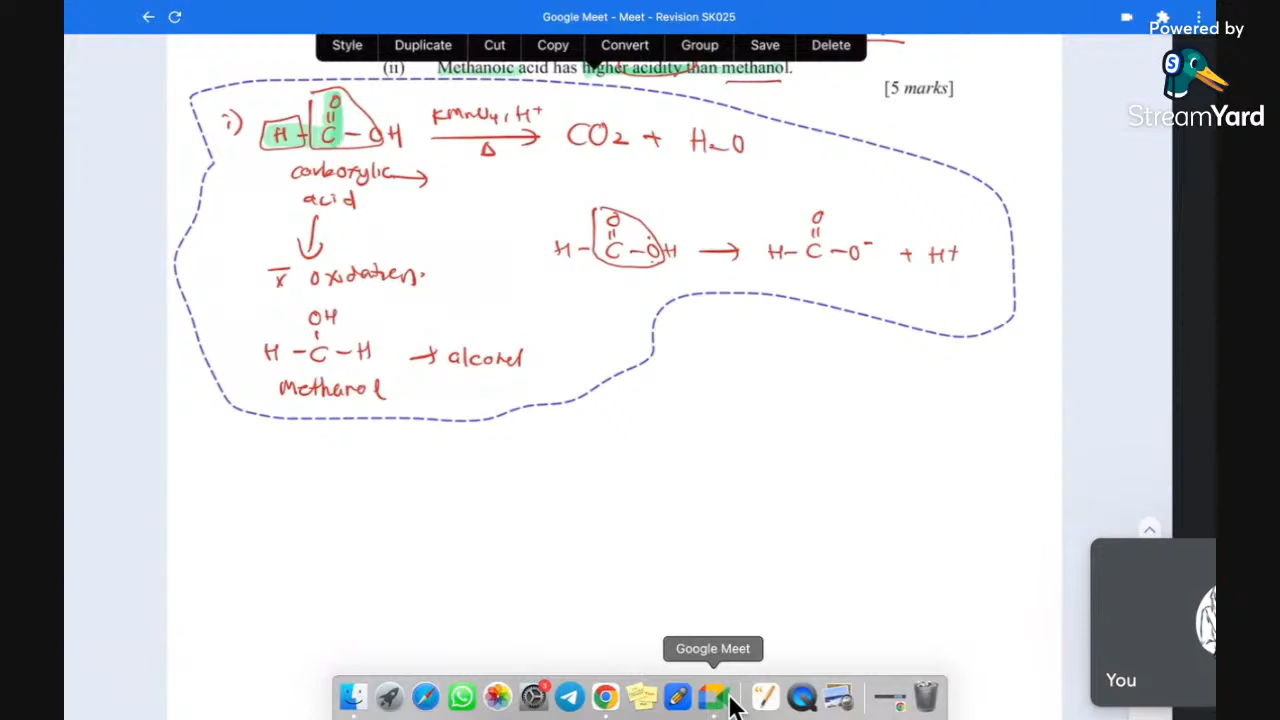 Google Meet - Meet - Revision SK025
Powered by
StreamYard
Style Duplicate Cut Copy Convert Group Save Delete
(ii) Methanoic acid has higher acidity than methanol.
[5 marks]
i) H - C - OH KMnO4, H+ CO2 + H2O
O
Δ
carboxylic
acid
x oxidation.
O O
H - C - OH → H - C - O- + H+
OH
H - C - H → alcohol
Methanol
Google Meet
You